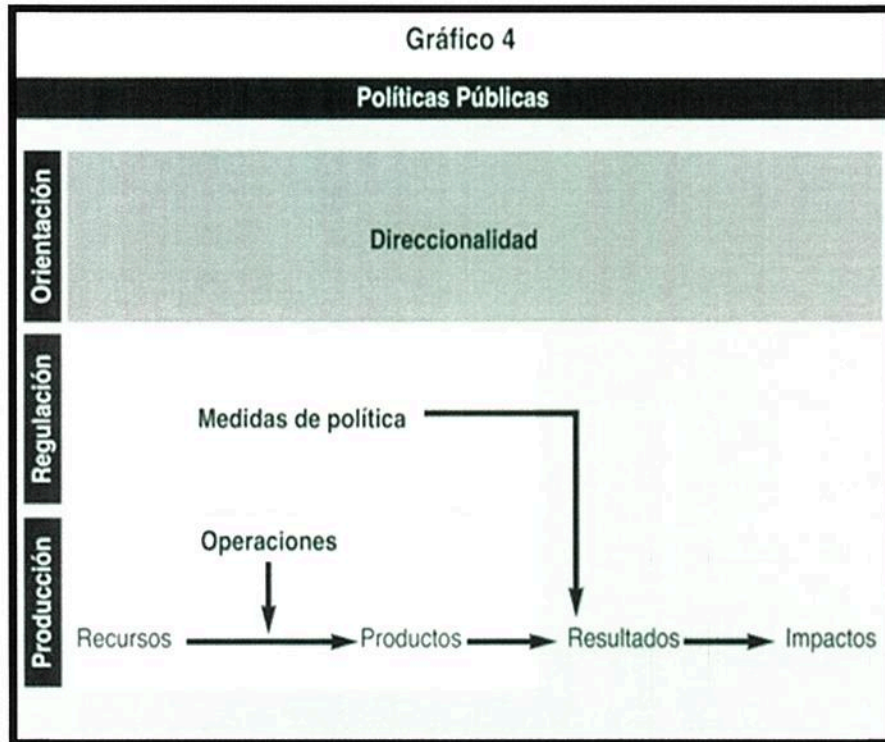 Gráfico 4
Políticas Públicas
Orientación
Direccionalidad
Regulación
Medidas de política
Producción
Operaciones
Recursos
Productos
Resultados
Impactos